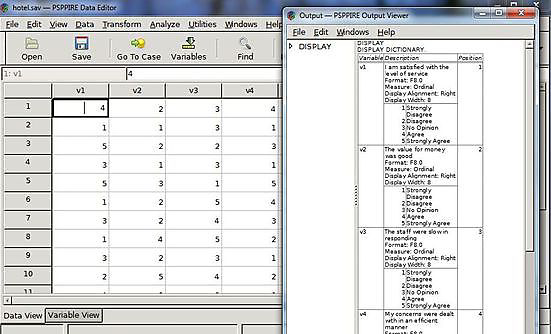 hotel.sav — PSPPIRE Data Editor
File Edit View Data Transform Analyze Utilities Windows Help
Open Save Go To Case Variables Find
1: v1 4
v1 v2 v3 v4
1 4 2 3 4
2 1 1 3 1
3 5 2 2 3
4 3 1 3 1
5 5 3 1 5
6 1 2 5 4
7 3 2 4 3
8 1 4 5 2
9 3 2 3 1
10 2 5 4 2
Data View Variable View
Output — PSPPIRE Output Viewer
File Edit Windows Help
DISPLAY
DISPLAY
DISPLAY DICTIONARY.
Variable Description Position
v1 I am satisfied with the 1
level of service
Format: F8.0
Measure: Ordinal
Display Alignment: Right
Display Width: 8
1 Strongly
Disagree
2 Disagree
3 No Opinion
4 Agree
5 Strongly Agree
v2 The value for money 2
was good
Format: F8.0
Measure: Ordinal
Display Alignment: Right
Display Width: 8
1 Strongly
Disagree
2 Disagree
3 No Opinion
4 Agree
5 Strongly Agree
v3 The staff were slow in 3
responding
Format: F8.0
Measure: Ordinal
Display Alignment: Right
Display Width: 8
1 Strongly
Disagree
2 Disagree
3 No Opinion
4 Agree
5 Strongly Agree
v4 My concerns were dealt 4
with in an efficient
manner